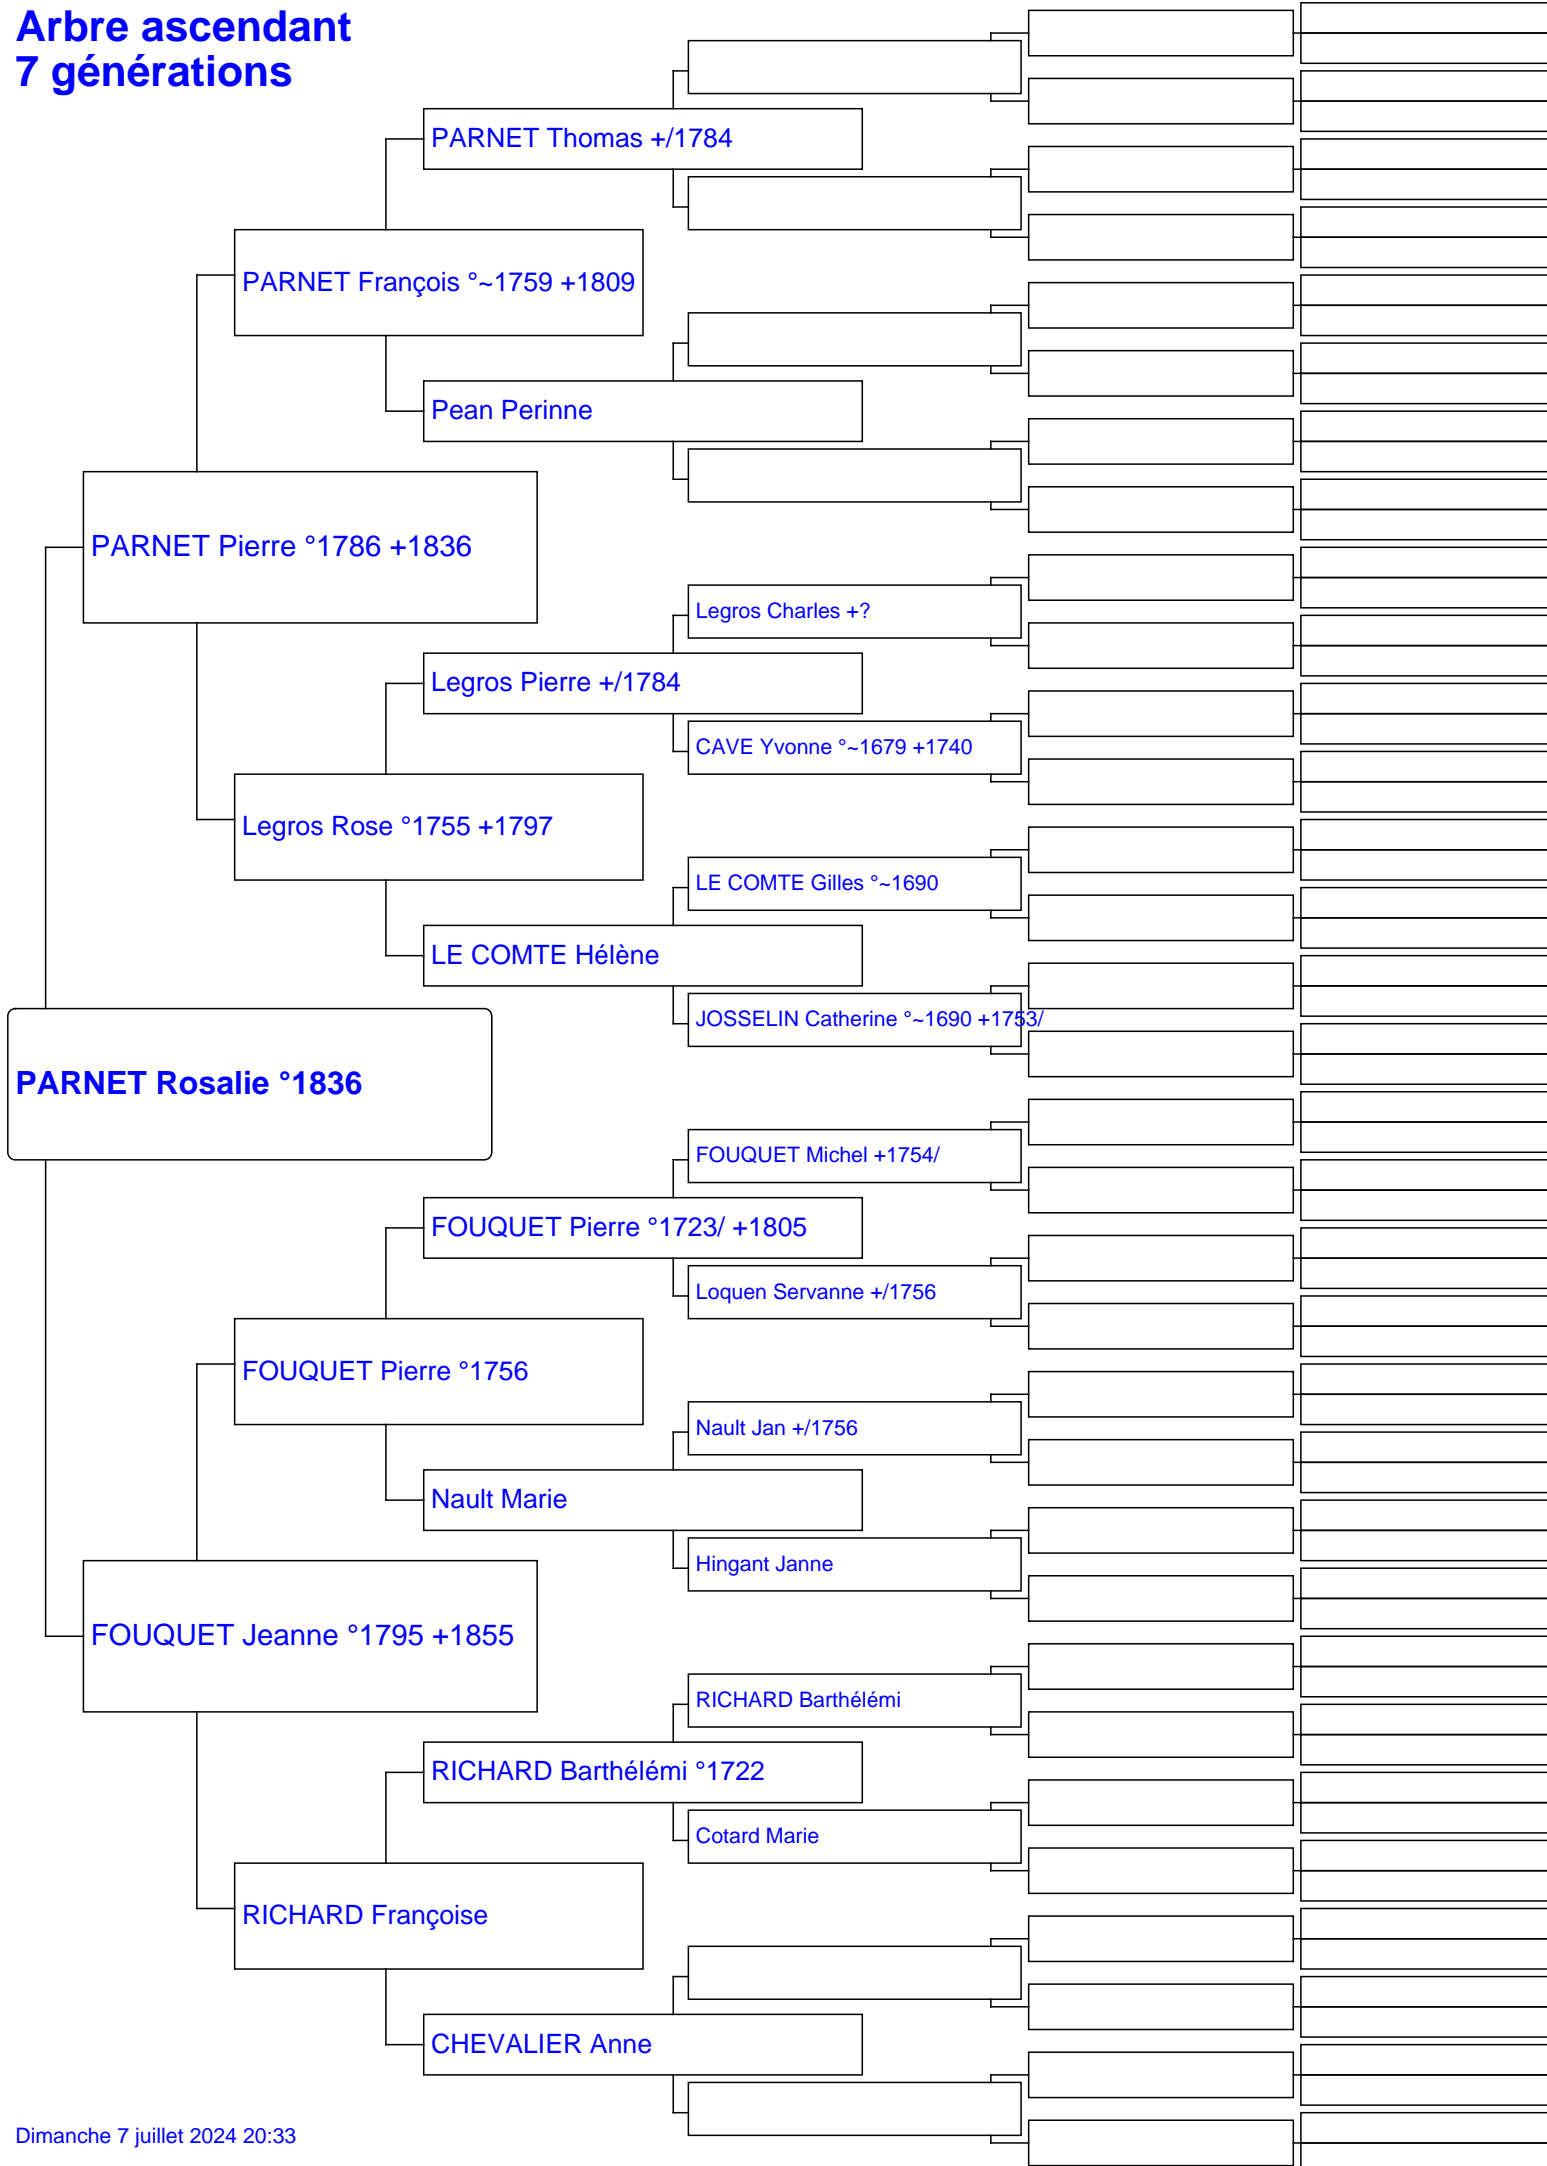 Arbre ascendant
7 générations
PARNET Thomas +/1784
PARNET François °~1759 +1809
Pean Perinne
PARNET Pierre °1786 +1836
Legros Charles +?
Legros Pierre +/1784
CAVE Yvonne °~1679 +1740
Legros Rose °1755 +1797
LE COMTE Gilles °~1690
LE COMTE Hélène
JOSSELIN Catherine °~1690 +1753/
PARNET Rosalie °1836
FOUQUET Michel +1754/
FOUQUET Pierre °1723/ +1805
Loquen Servanne +/1756
FOUQUET Pierre °1756
Nault Jan +/1756
Nault Marie
Hingant Janne
FOUQUET Jeanne °1795 +1855
RICHARD Barthélémi
RICHARD Barthélémi °1722
Cotard Marie
RICHARD Françoise
CHEVALIER Anne
Dimanche 7 juillet 2024 20:33